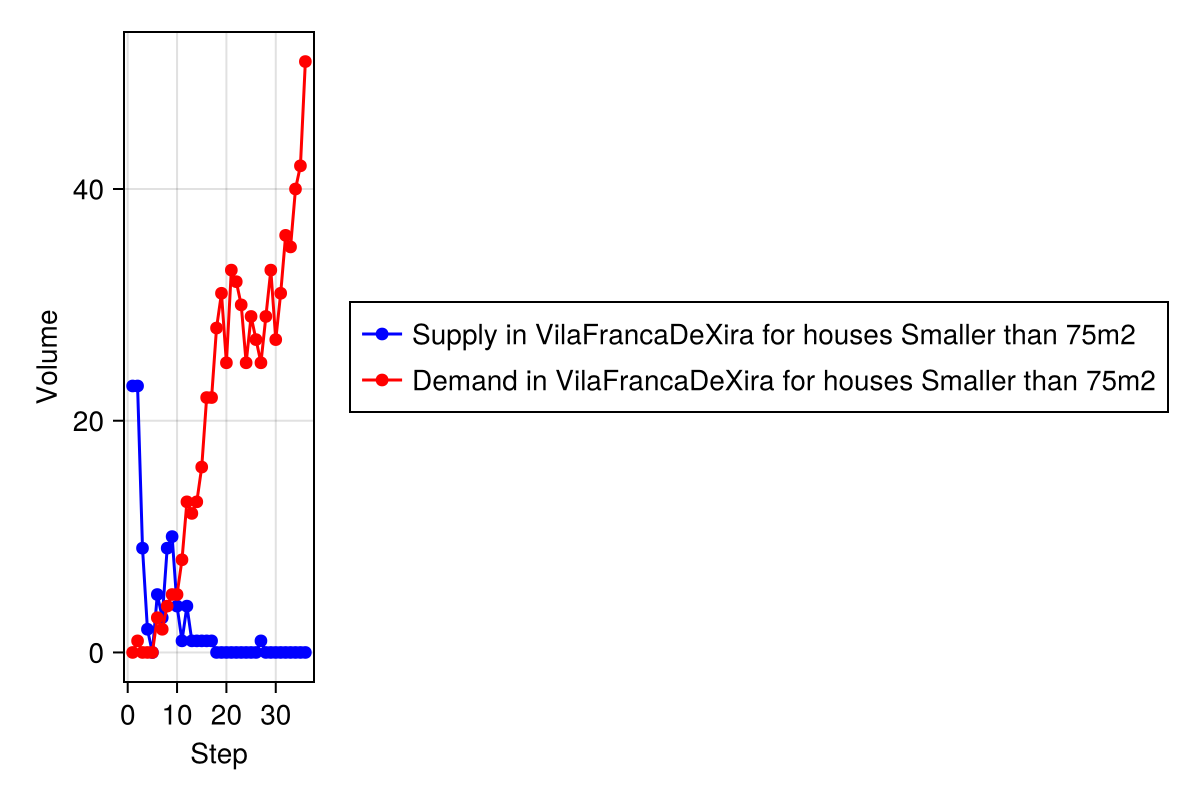 Volume
40
20
0
0 10 20 30
Step
Supply in VilaFrancaDeXira for houses Smaller than 75m2
Demand in VilaFrancaDeXira for houses Smaller than 75m2